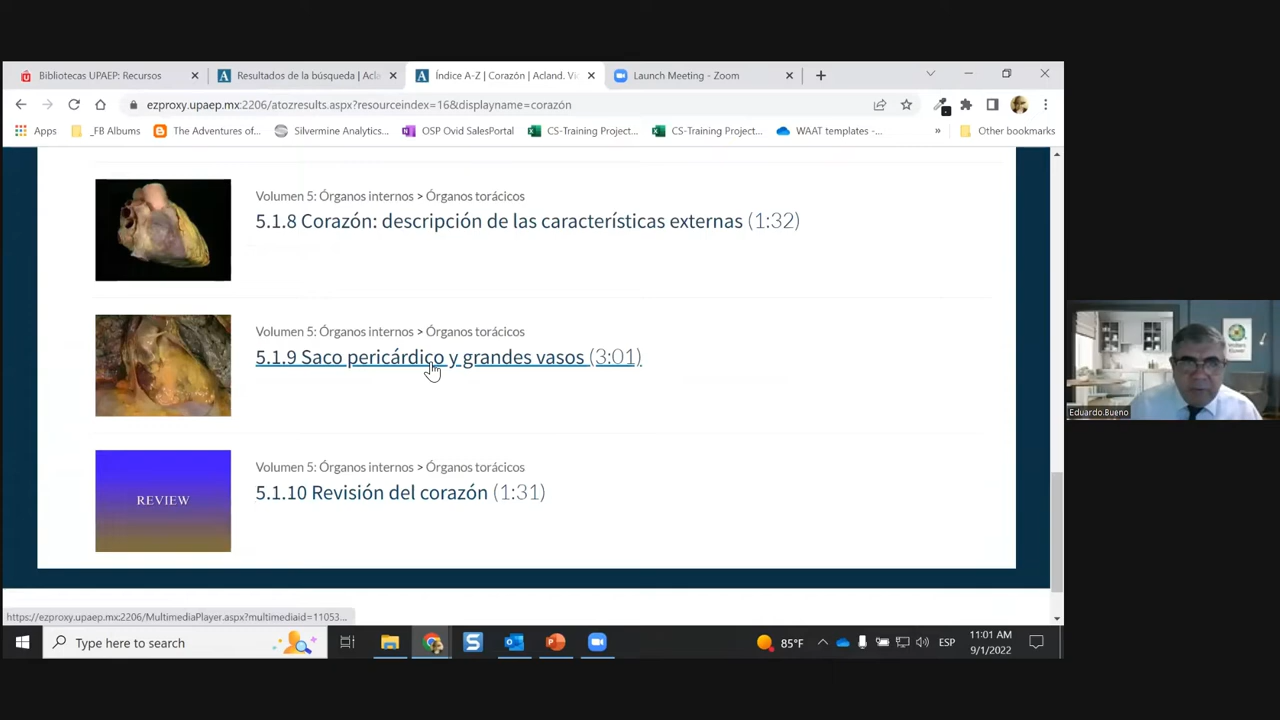 Bibliotecas UPAEP: Recursos
Resultados de la búsqueda | Acla
Índice A-Z | Corazón | Acland. Vi
Launch Meeting - Zoom
ezproxy.upaep.mx:2206/atozresults.aspx?resourceindex=16&displayname=corazón
Apps
_FB Albums
The Adventures of...
Silvermine Analytics...
OSP Ovid SalesPortal
CS-Training Project...
CS-Training Project...
WAAT templates -...
»
Other bookmarks
Volumen 5: Órganos internos > Órganos torácicos
5.1.8 Corazón: descripción de las características externas (1:32)
Volumen 5: Órganos internos > Órganos torácicos
5.1.9 Saco pericárdico y grandes vasos (3:01)
Eduardo.Bueno
Volumen 5: Órganos internos > Órganos torácicos
5.1.10 Revisión del corazón (1:31)
REVIEW
https://ezproxy.upaep.mx:2206/MultimediaPlayer.aspx?multimediaid=11053...
Type here to search
85°F
ESP
11:01 AM
9/1/2022